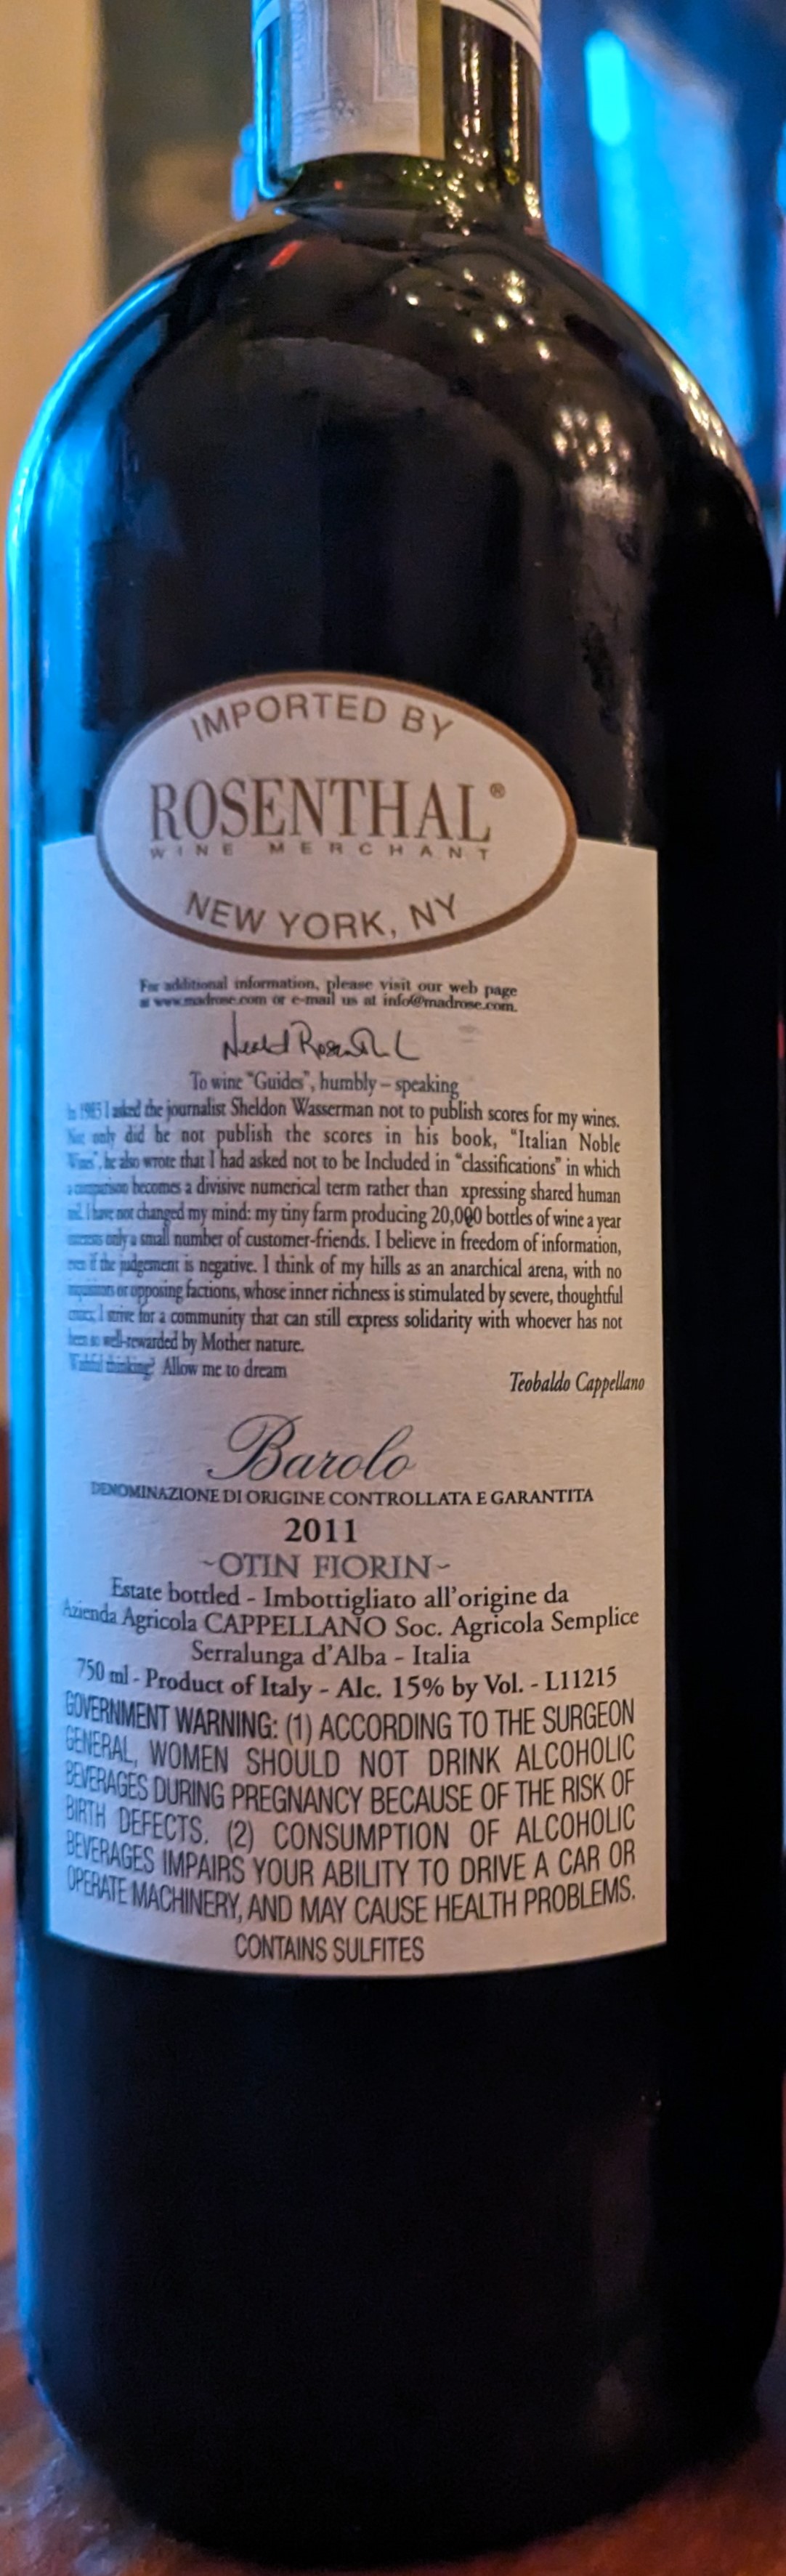 IMPORTED BY
ROSENTHAL®
WINE MERCHANT
NEW YORK, NY
For additional information, please visit our web page
at www.madrose.com or e-mail us at info@madrose.com.
To wine "Guides", humbly – speaking
In 1983 I asked the journalist Sheldon Wasserman not to publish scores for my wines.
Not only did he not publish the scores in his book, "Italian Noble
Wines", he also wrote that I had asked not to be Included in "classifications" in which
a comparison becomes a divisive numerical term rather than xpressing shared human
I have not changed my mind: my tiny farm producing 20,000 bottles of wine a year
interests only a small number of customer-friends. I believe in freedom of information,
even if the judgement is negative. I think of my hills as an anarchical arena, with no
inquisitors or opposing factions, whose inner richness is stimulated by severe, thoughtful
critics; I strive for a community that can still express solidarity with whoever has not
been so well-rewarded by Mother nature.
Wishful thinking? Allow me to dream
Teobaldo Cappellano
Barolo
DENOMINAZIONE DI ORIGINE CONTROLLATA E GARANTITA
2011
~OTIN FIORIN~
Estate bottled - Imbottigliato all'origine da
Azienda Agricola CAPPELLANO Soc. Agricola Semplice
Serralunga d'Alba - Italia
750 ml - Product of Italy - Alc. 15% by Vol. - L11215
GOVERNMENT WARNING: (1) ACCORDING TO THE SURGEON
GENERAL, WOMEN SHOULD NOT DRINK ALCOHOLIC
BEVERAGES DURING PREGNANCY BECAUSE OF THE RISK OF
BIRTH DEFECTS. (2) CONSUMPTION OF ALCOHOLIC
BEVERAGES IMPAIRS YOUR ABILITY TO DRIVE A CAR OR
OPERATE MACHINERY, AND MAY CAUSE HEALTH PROBLEMS.
CONTAINS SULFITES